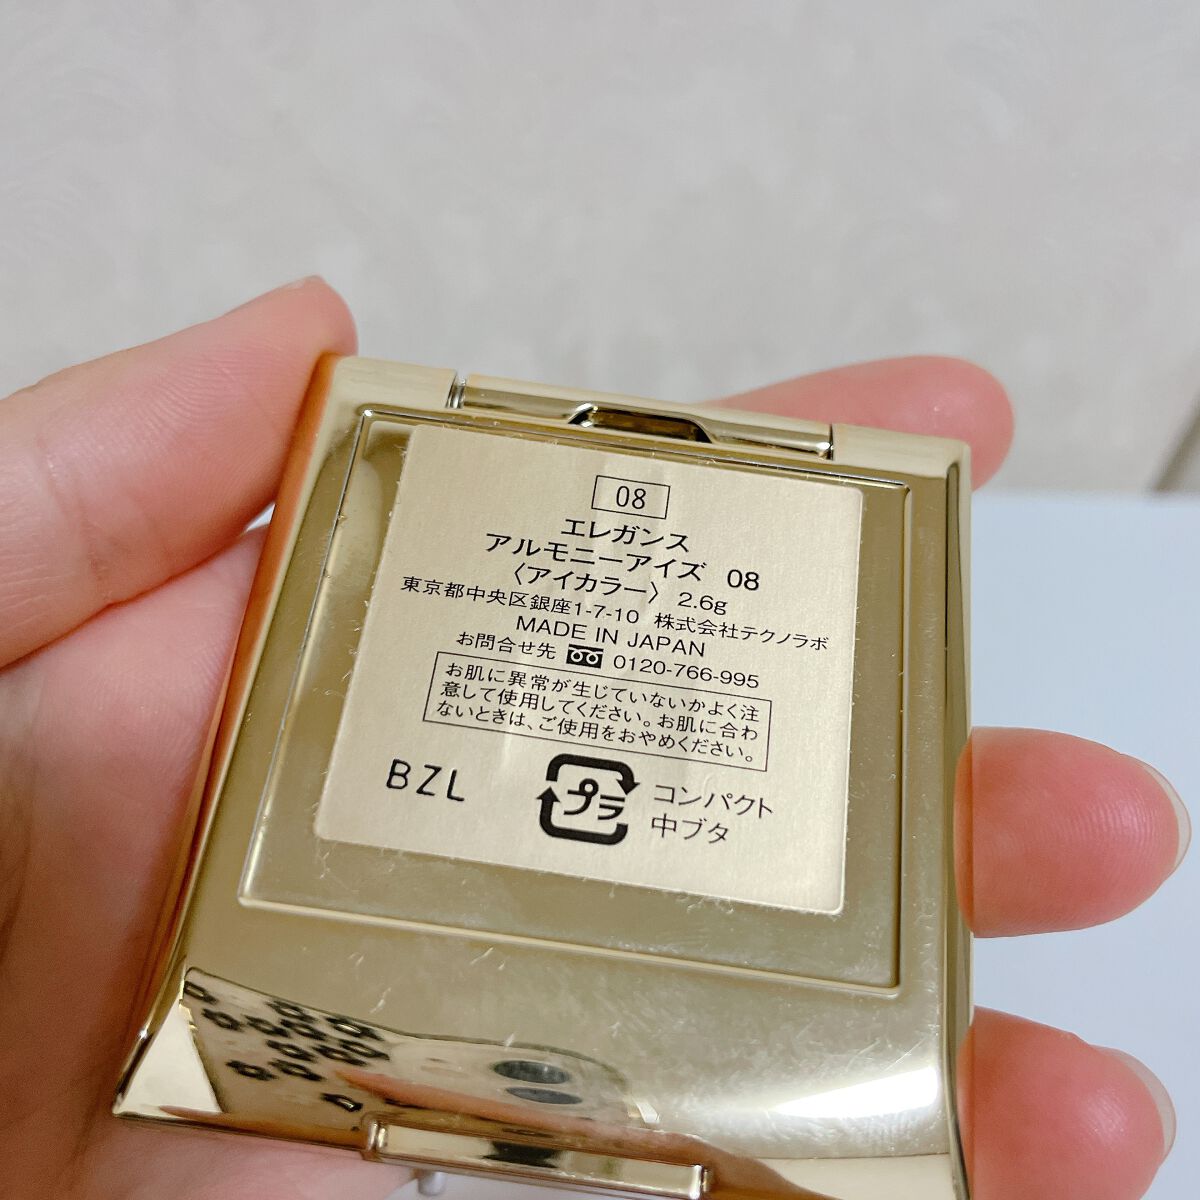 08
エレガンス
アルモニーアイズ 08
〈アイカラー〉 2.6g
東京都中央区銀座1-7-10 株式会社テクノラボ
MADE IN JAPAN
お問合せ先 0120-766-995
お肌に異常が生じていないかよく注
意して使用してください。お肌に合わ
ないときは、ご使用をおやめください。
BZL
プラ
コンパクト
中ブタ